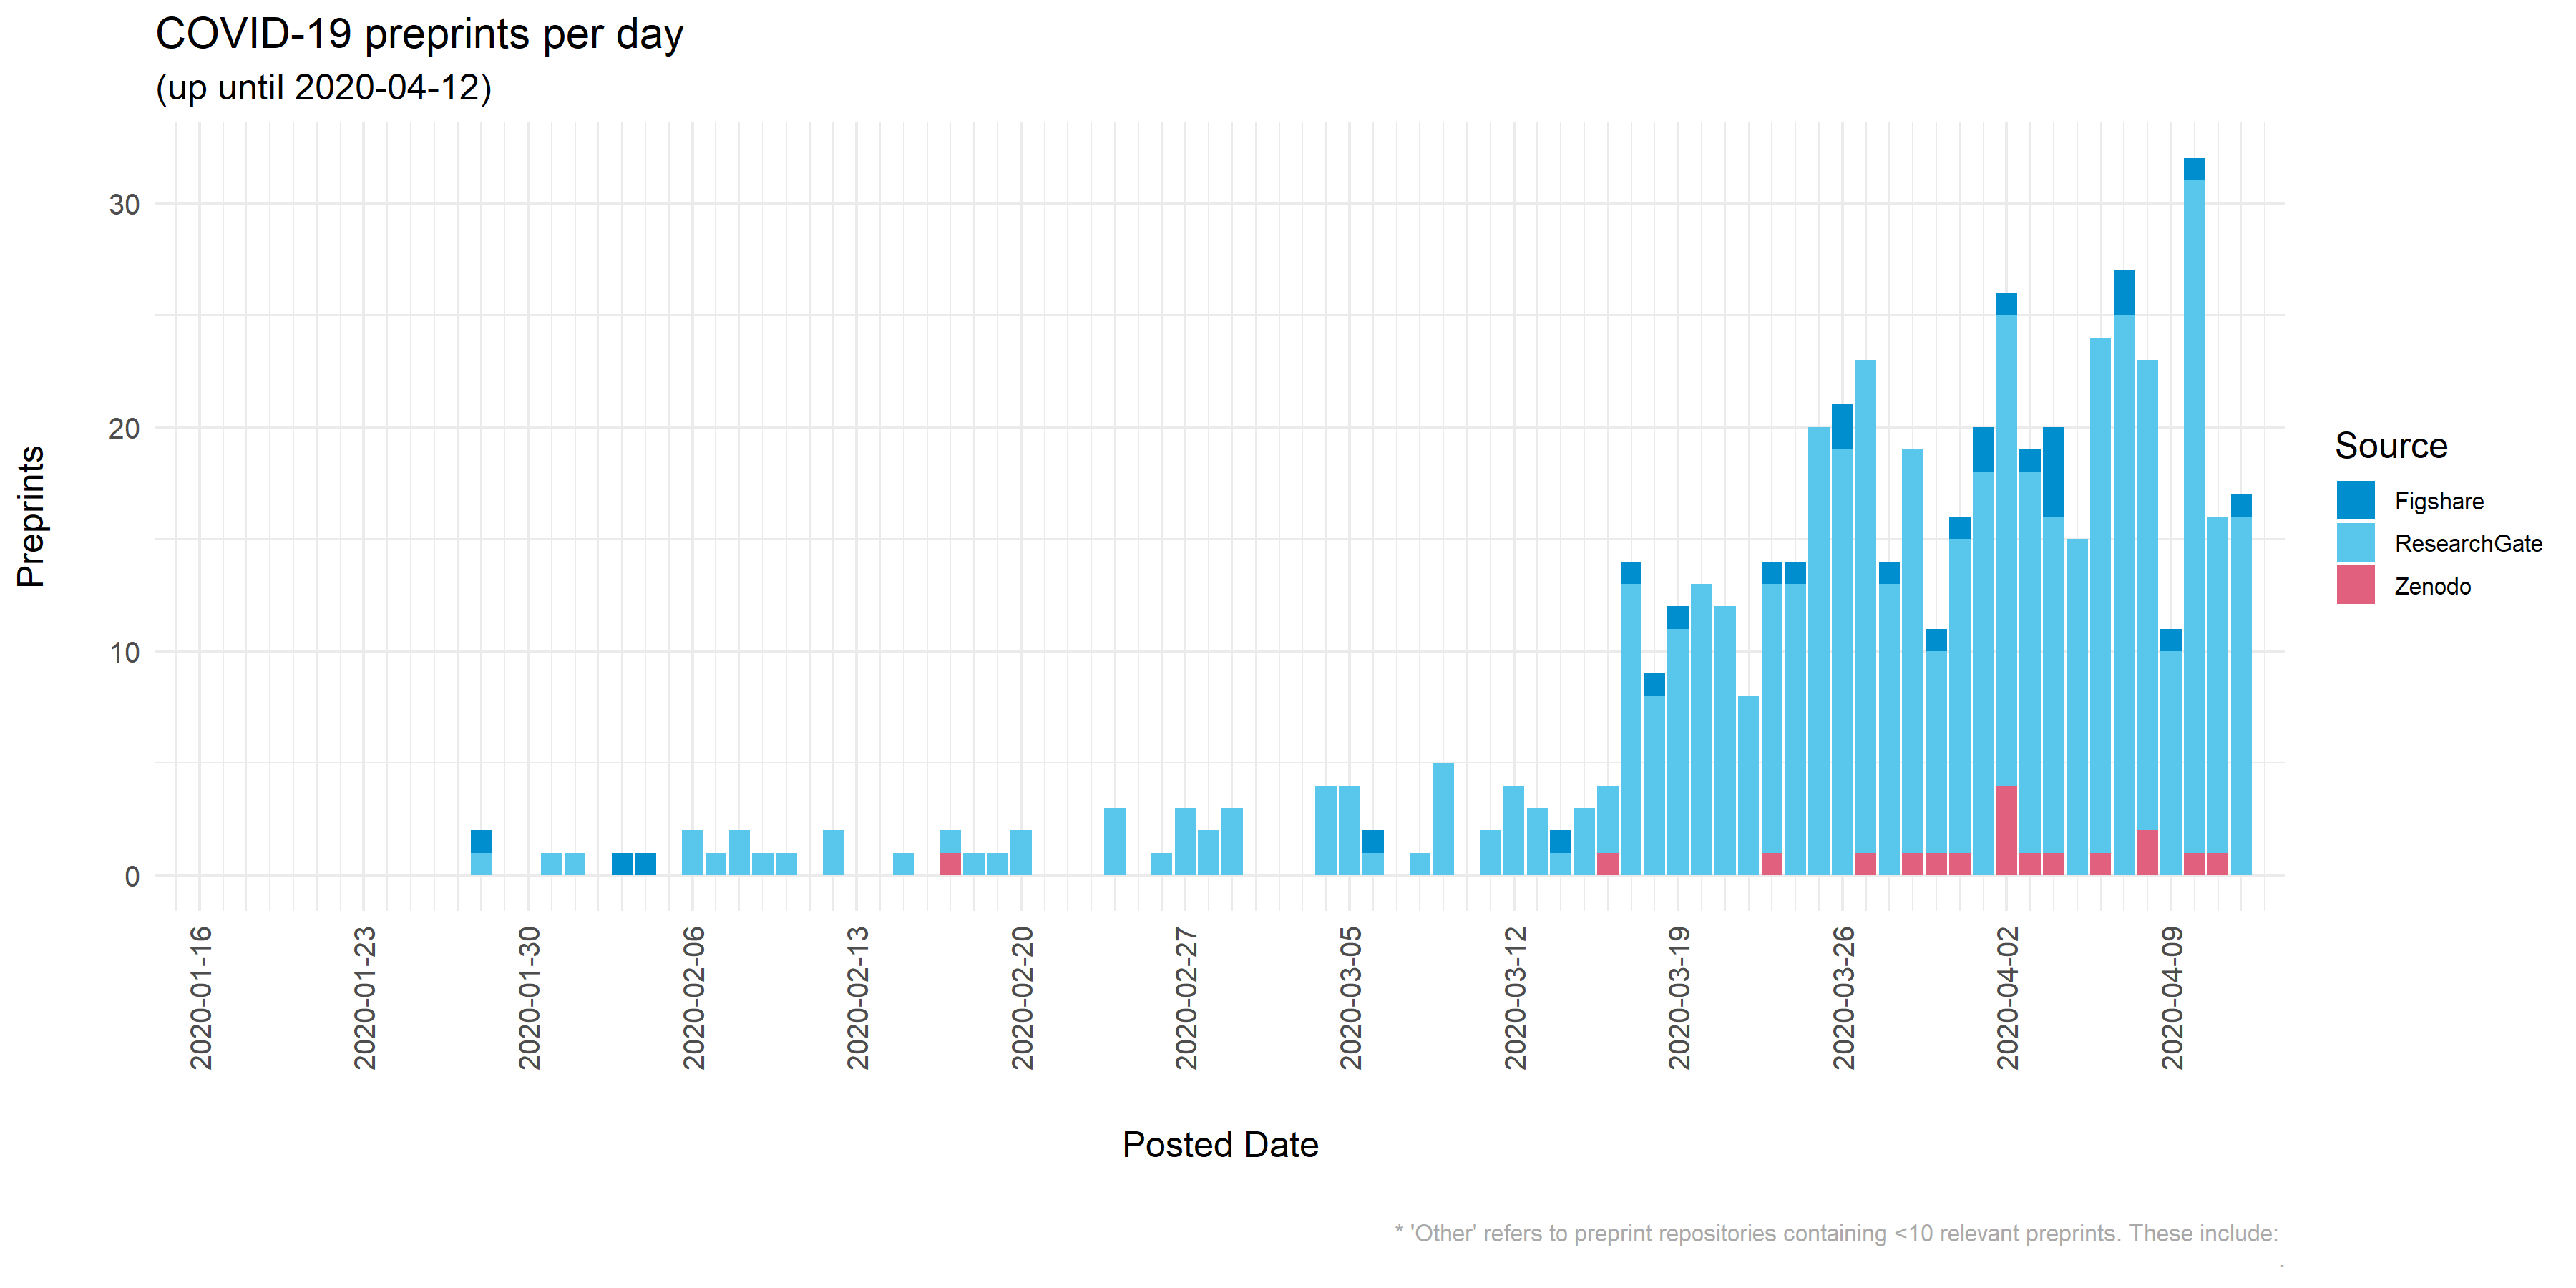 COVID-19 preprints per day
(up until 2020-04-12)
Preprints
30
20
10
0
2020-01-16
2020-01-23
2020-01-30
2020-02-06
2020-02-13
2020-02-20
2020-02-27
2020-03-05
2020-03-12
2020-03-19
2020-03-26
2020-04-02
2020-04-09
Posted Date
Source
Figshare
ResearchGate
Zenodo
* 'Other' refers to preprint repositories containing <10 relevant preprints. These include:
.